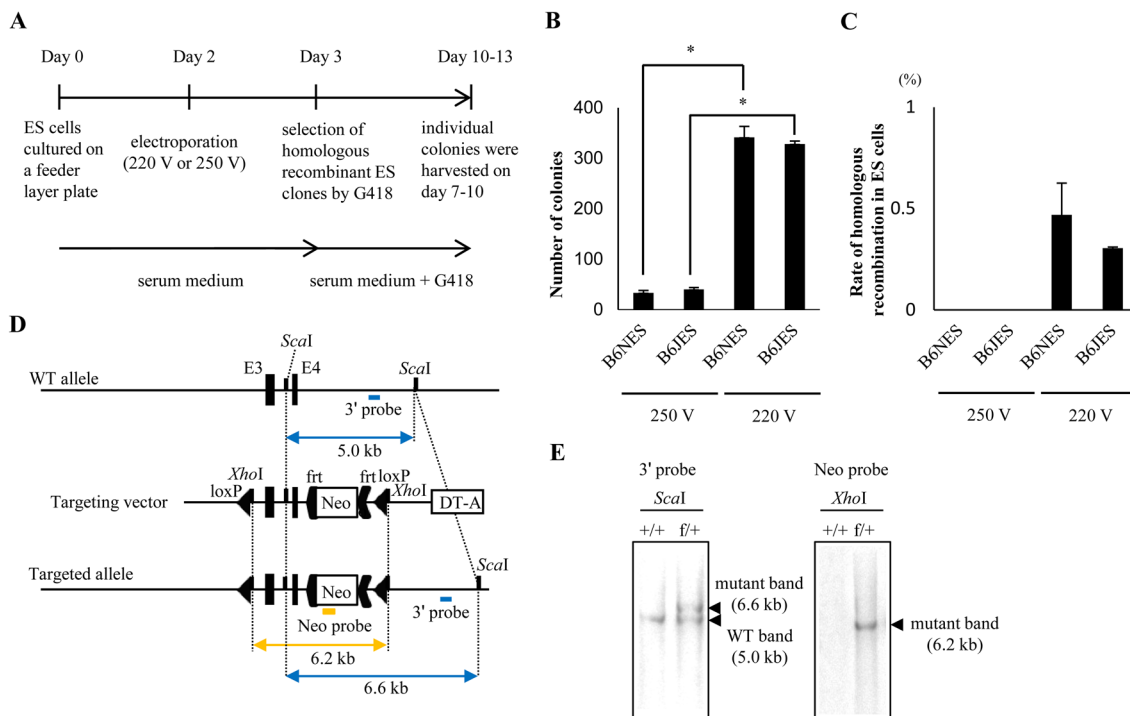 A
Day 0
Day 2
Day 3
Day 10-13
ES cells
cultured on
a feeder
layer plate
electroporation
(220 V or 250 V)
selection of
homologous
recombinant ES
clones by G418
individual
colonies were
harvested on
day 7-10
serum medium
serum medium + G418
B
*
*
Number of colonies
400
300
200
100
0
B6NES
B6JES
B6NES
B6JES
250 V
220 V
C
(%)
Rate of homologous
recombination in ES cells
1
0.5
0
B6NES
B6JES
B6NES
B6JES
250 V
220 V
D
ScaI
E3
E4
ScaI
WT allele
3' probe
5.0 kb
XhoI
loxP
frt
frt
loxP
XhoI
Targeting vector
Neo
DT-A
ScaI
Targeted allele
Neo
3' probe
Neo probe
6.2 kb
6.6 kb
E
3' probe
ScaI
+/+ f/+
mutant band
(6.6 kb)
WT band
(5.0 kb)
Neo probe
XhoI
+/+ f/+
mutant band
(6.2 kb)